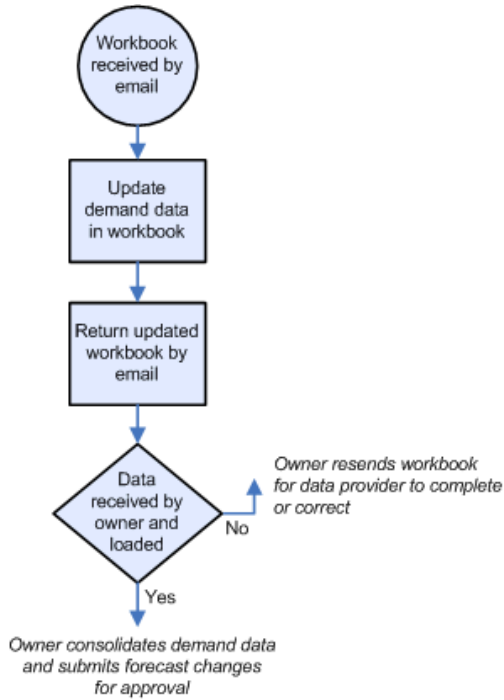 Workbook
received by
email
Update
demand data
in workbook
Return updated
workbook by
email
Data
received by
owner and
loaded
No
Owner resends workbook
for data provider to complete
or correct
Yes
Owner consolidates demand data
and submits forecast changes
for approval